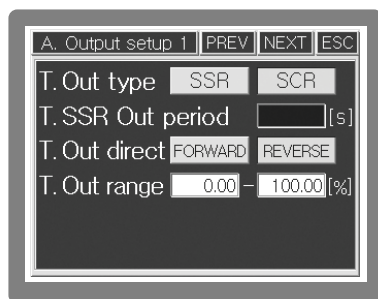 A. Output setup 1 PREV NEXT ESC
T. Out type SSR SCR
T. SSR Out period [s]
T. Out direct FORWARD REVERSE
T. Out range 0.00 - 100.00 [%]